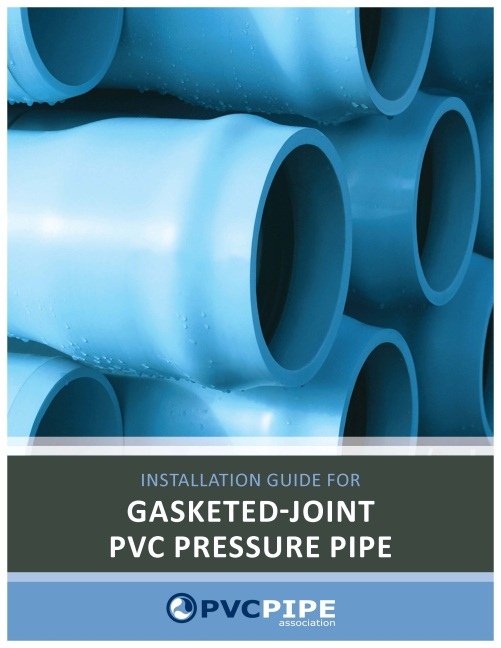 INSTALLATION GUIDE FOR
GASKETED-JOINT
PVC PRESSURE PIPE
PVCPIPE
association